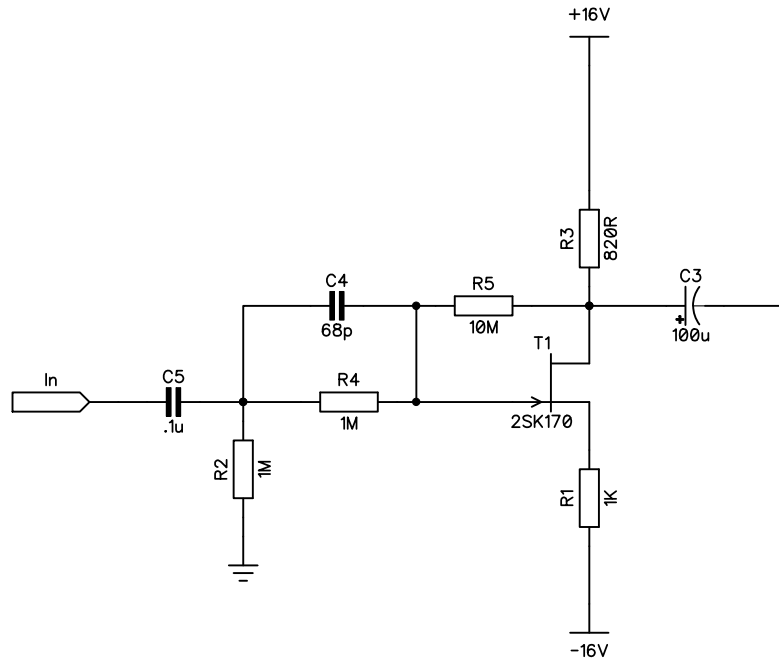 +16V
R3
820R
C4
68p
R5
10M
C3
+
100u
T1
2SK170
In
C5
.1u
R4
1M
R2
1M
R1
1K
-16V